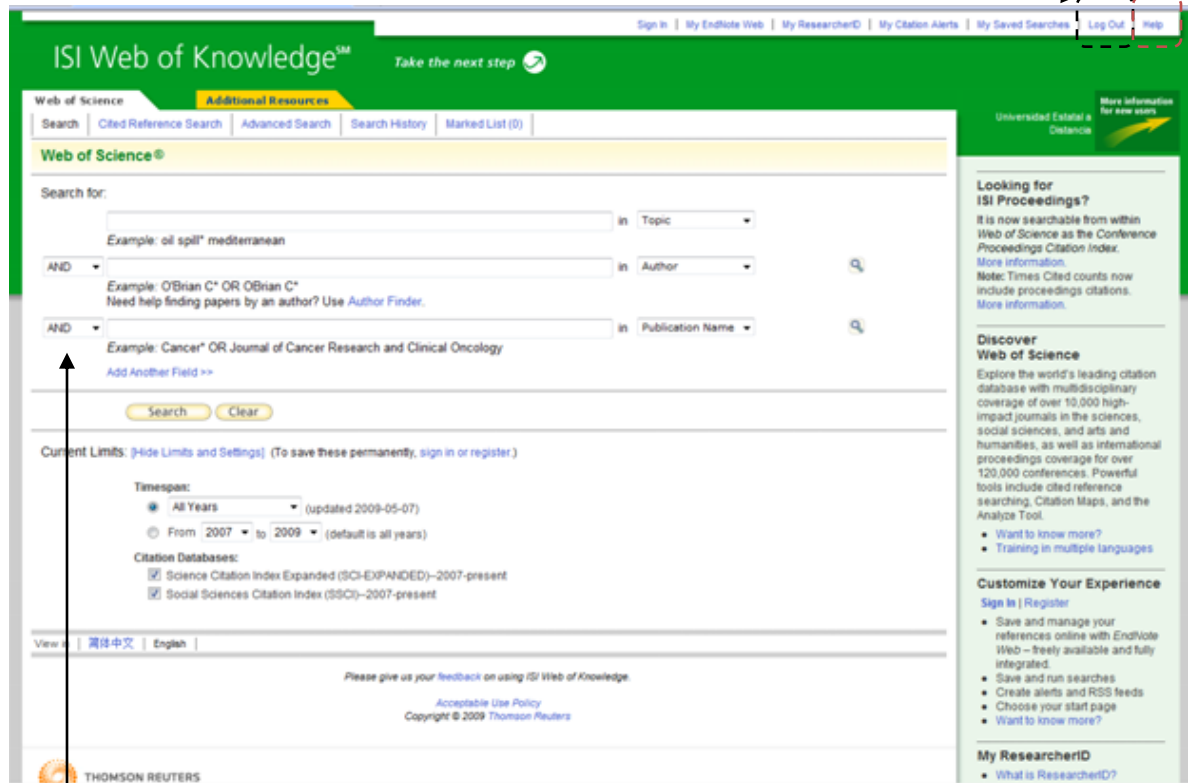 Sign In | My EndNote Web | My ResearcherID | My Citation Alerts | My Saved Searches | Log Out | Help
ISI Web of Knowledge℠ Take the next step
Web of Science Additional Resources
Search | Cited Reference Search | Advanced Search | Search History | Marked List (0) |
Web of Science®
Search for:
in Topic
Example: oil spill* mediterranean
AND in Author
Example: O'Brian C* OR OBrian C*
Need help finding papers by an author? Use Author Finder.
AND in Publication Name
Example: Cancer* OR Journal of Cancer Research and Clinical Oncology
Add Another Field >>
Search Clear
Current Limits: [Hide Limits and Settings] (To save these permanently, sign in or register.)
Timespan:
All Years (updated 2009-05-07)
From 2007 to 2009 (default is all years)
Citation Databases:
Science Citation Index Expanded (SCI-EXPANDED)--2007-present
Social Sciences Citation Index (SSCI)--2007-present
View in | 简体中文 | English |
Please give us your feedback on using ISI Web of Knowledge.
Acceptable Use Policy
Copyright © 2009 Thomson Reuters
THOMSON REUTERS
Universidad Estatal a
Distancia
More information
for new users
Looking for
ISI Proceedings?
It is now searchable from within
Web of Science as the Conference
Proceedings Citation Index.
More information.
Note: Times Cited counts now
include proceedings citations.
More information.
Discover
Web of Science
Explore the world's leading citation
database with multidisciplinary
coverage of over 10,000 high-
impact journals in the sciences,
social sciences, and arts and
humanities, as well as international
proceedings coverage for over
120,000 conferences. Powerful
tools include cited reference
searching, Citation Maps, and the
Analyze Tool.
• Want to know more?
• Training in multiple languages
Customize Your Experience
Sign In | Register
• Save and manage your
references online with EndNote
Web – freely available and fully
integrated.
• Save and run searches
• Create alerts and RSS feeds
• Choose your start page
• Want to know more?
My ResearcherID
• What is ResearcherID?